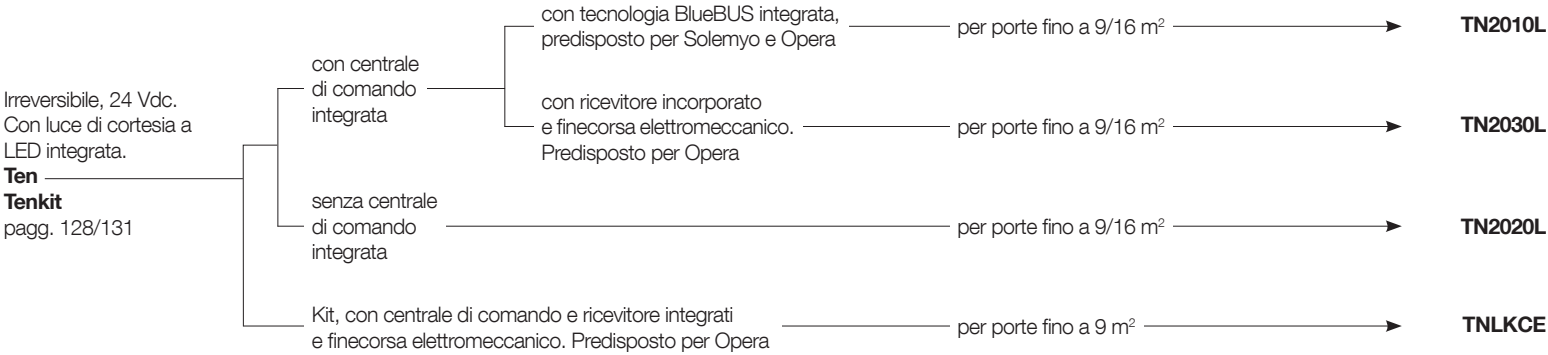 Irreversibile, 24 Vdc.
Con luce di cortesia a
LED integrata.
Ten
Tenkit
pagg. 128/131
con centrale
di comando
integrata
con tecnologia BlueBUS integrata,
predisposto per Solemyo e Opera
per porte fino a 9/16 m²
TN2010L
con ricevitore incorporato
e finecorsa elettromeccanico.
Predisposto per Opera
per porte fino a 9/16 m²
TN2030L
senza centrale
di comando
integrata
per porte fino a 9/16 m²
TN2020L
Kit, con centrale di comando e ricevitore integrati
e finecorsa elettromeccanico. Predisposto per Opera
per porte fino a 9 m²
TNLKCE